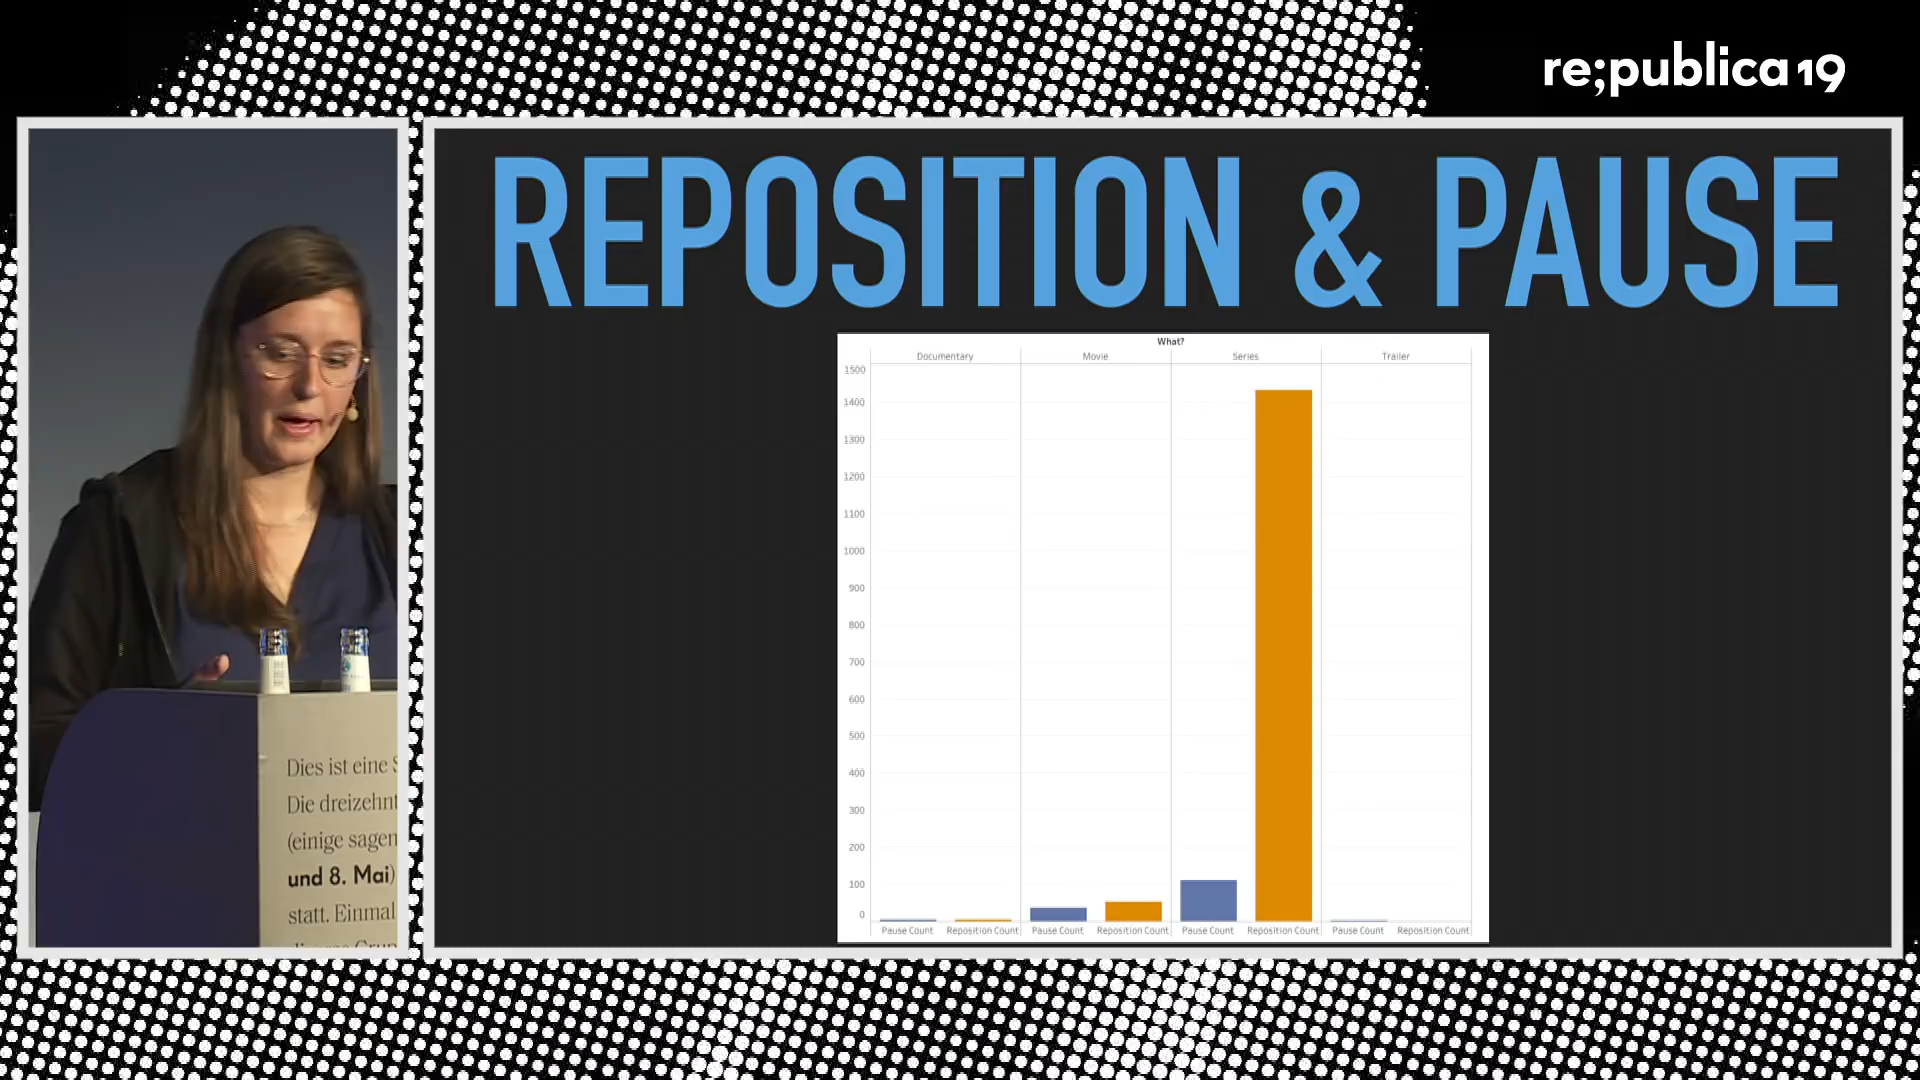 re;publica 19
REPOSITION & PAUSE
What?
Documentary Movie Series Trailer
1500
1400
1300
1200
1100
1000
900
800
700
600
500
400
300
200
100
0
Pause Count Reposition Count Pause Count Reposition Count Pause Count Reposition Count Pause Count Reposition Count
Dies ist eine
Die dreizehnt
(einige sagen
und 8. Mai)
statt. Einmal